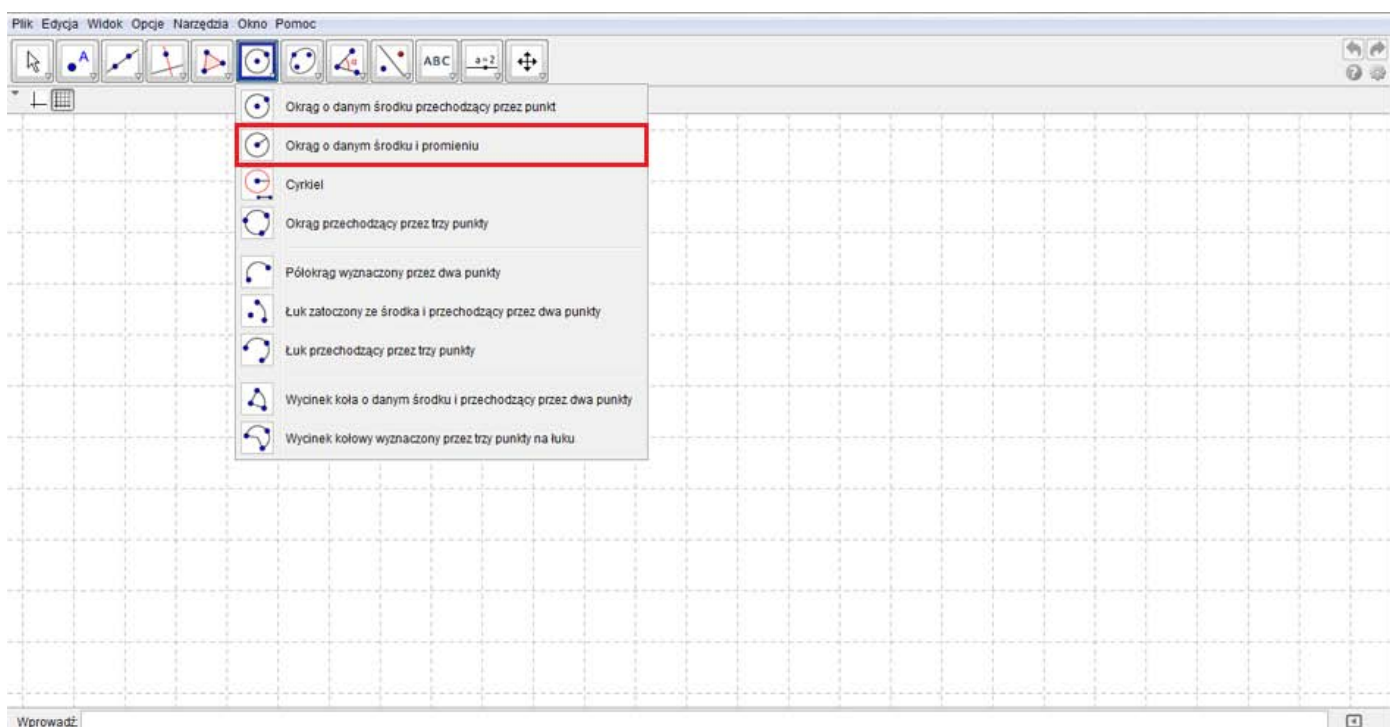 Plik Edycja Widok Opcje Narzędzia Okno Pomoc
A α ABC a=2
Okrąg o danym środku przechodzący przez punkt
Okrąg o danym środku i promieniu
Cyrkiel
Okrąg przechodzący przez trzy punkty
Półokrąg wyznaczony przez dwa punkty
Łuk zatoczony ze środka i przechodzący przez dwa punkty
Łuk przechodzący przez trzy punkty
Wycinek koła o danym środku i przechodzący przez dwa punkty
Wycinek kołowy wyznaczony przez trzy punkty na łuku
Wprowadź: